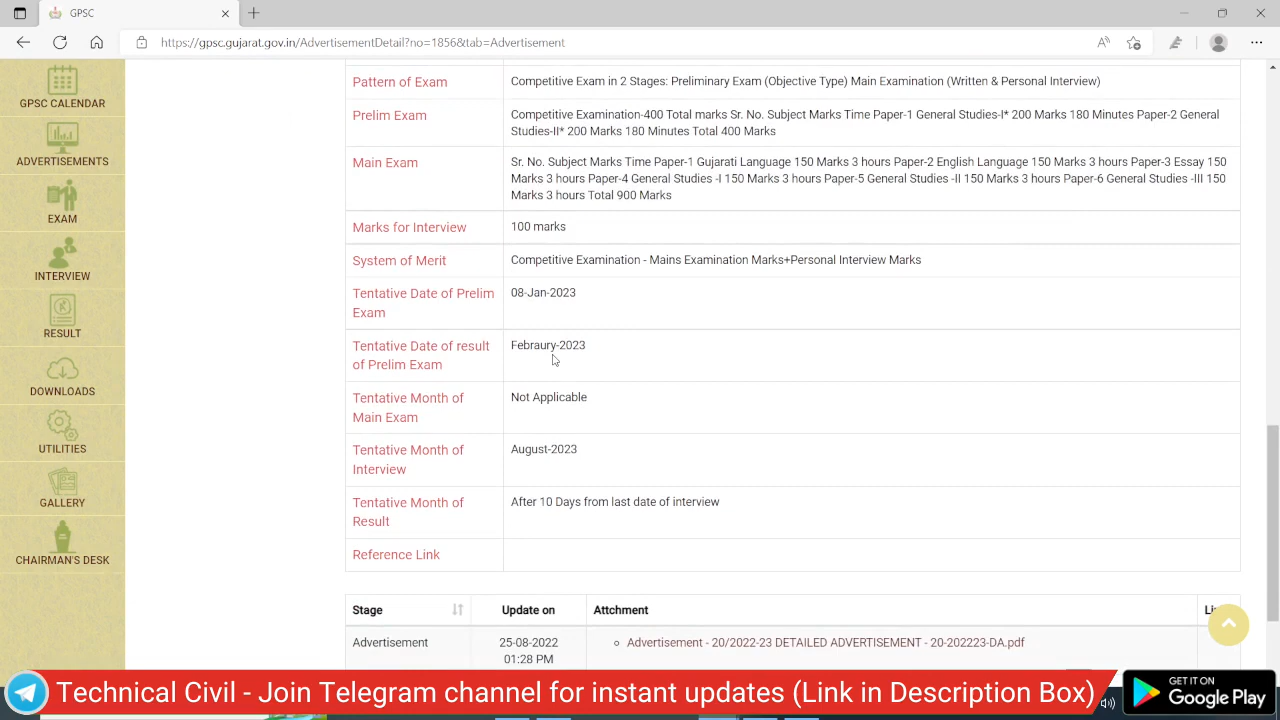 GPSC
https://gpsc.gujarat.gov.in/AdvertisementDetail?no=1856&tab=Advertisement
GPSC CALENDAR
ADVERTISEMENTS
EXAM
INTERVIEW
RESULT
DOWNLOADS
UTILITIES
GALLERY
CHAIRMAN'S DESK
Pattern of Exam
Competitive Exam in 2 Stages: Preliminary Exam (Objective Type) Main Examination (Written & Personal Interview)
Prelim Exam
Competitive Examination-400 Total marks Sr. No. Subject Marks Time Paper-1 General Studies-I* 200 Marks 180 Minutes Paper-2 General
Studies-II* 200 Marks 180 Minutes Total 400 Marks
Main Exam
Sr. No. Subject Marks Time Paper-1 Gujarati Language 150 Marks 3 hours Paper-2 English Language 150 Marks 3 hours Paper-3 Essay 150
Marks 3 hours Paper-4 General Studies -I 150 Marks 3 hours Paper-5 General Studies -II 150 Marks 3 hours Paper-6 General Studies -III 150
Marks 3 hours Total 900 Marks
Marks for Interview
100 marks
System of Merit
Competitive Examination - Mains Examination Marks+Personal Interview Marks
Tentative Date of Prelim
Exam
08-Jan-2023
Tentative Date of result
of Prelim Exam
Febraury-2023
Tentative Month of
Main Exam
Not Applicable
Tentative Month of
Interview
August-2023
Tentative Month of
Result
After 10 Days from last date of interview
Reference Link
Stage
Update on
Attchment
Advertisement
25-08-2022
01:28 PM
Advertisement - 20/2022-23 DETAILED ADVERTISEMENT - 20-202223-DA.pdf
Technical Civil - Join Telegram channel for instant updates (Link in Description Box)
GET IT ON
Google Play